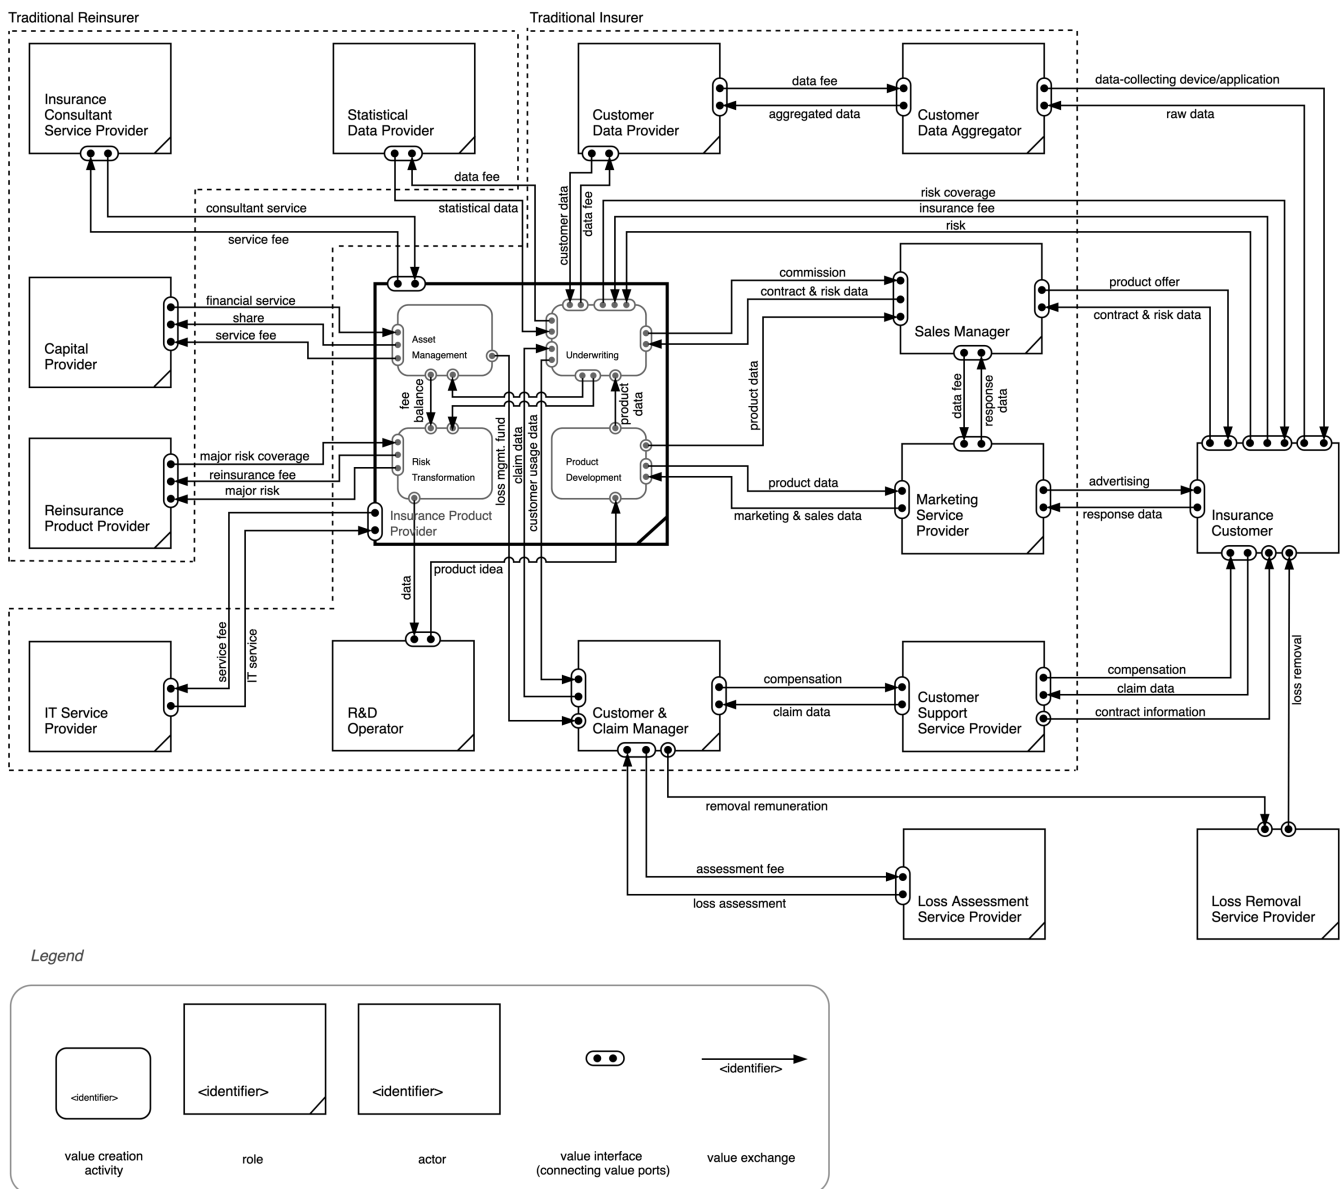 Traditional Reinsurer
Traditional Insurer
Insurance
Consultant
Service Provider
Statistical
Data Provider
Customer
Data Provider
data fee
aggregated data
Customer
Data Aggregator
data-collecting device/application
raw data
data fee
statistical data
consultant service
service fee
customer data
data fee
risk coverage
insurance fee
risk
Capital
Provider
financial service
share
service fee
Asset
Management
Underwriting
commission
contract & risk data
Sales Manager
product offer
contract & risk data
fee
balance
product
data
product data
data fee
response
data
loss mgmt. fund
claim data
customer usage data
Reinsurance
Product Provider
major risk coverage
reinsurance fee
major risk
Risk
Transformation
Product
Development
Insurance Product
Provider
product data
marketing & sales data
Marketing
Service
Provider
advertising
response data
Insurance
Customer
data
product idea
service fee
IT service
IT Service
Provider
R&D
Operator
Customer &
Claim Manager
compensation
claim data
Customer
Support
Service Provider
compensation
claim data
contract information
loss removal
removal remuneration
assessment fee
loss assessment
Loss Assessment
Service Provider
Loss Removal
Service Provider
Legend
<identifier>
<identifier>
<identifier>
<identifier>
value creation
activity
role
actor
value interface
(connecting value ports)
value exchange